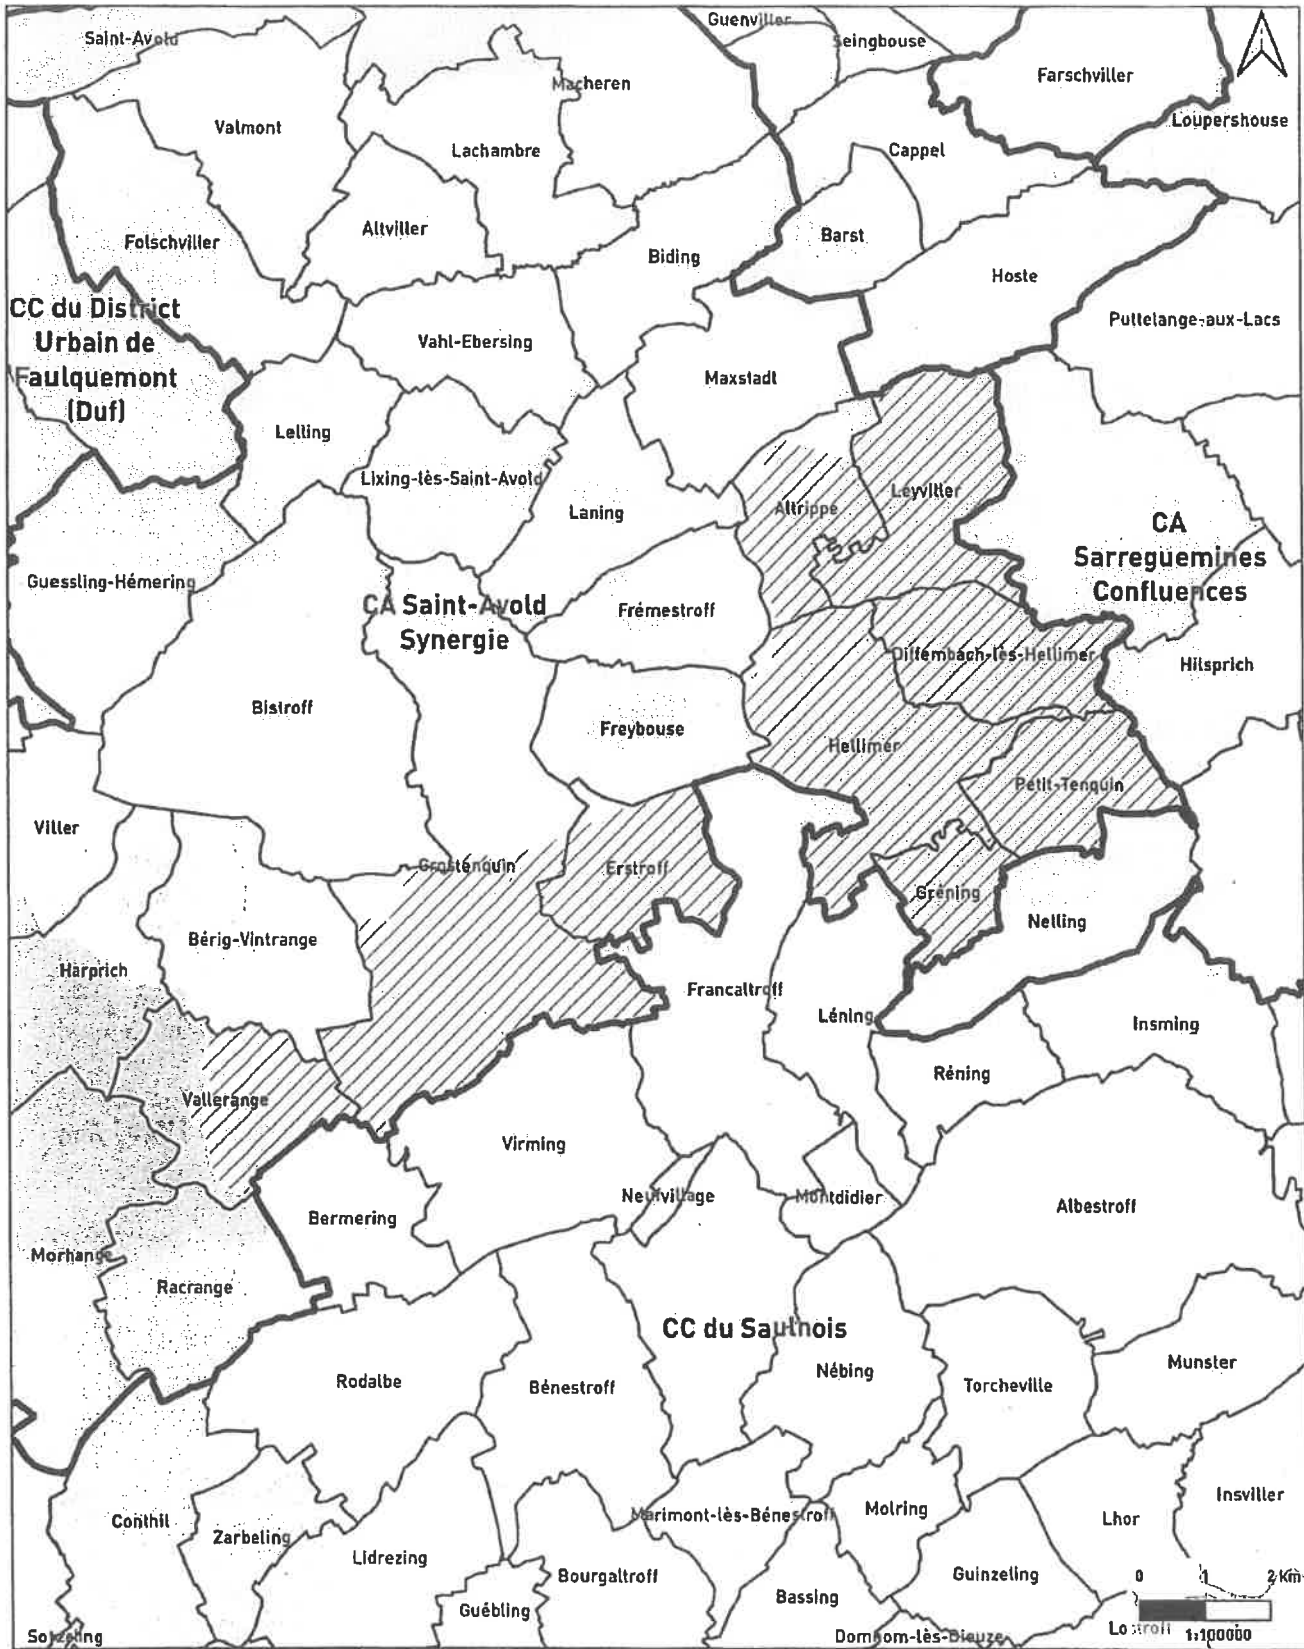 Guenviller
Saint-Avold
Seingbouse
Farschviller
Macheren
Loupershouse
Valmont
Lachambre
Cappel
Altviller
Barst
Folschviller
Biding
Hoste
CC du District
Urbain de
Faulquemont
(Duf)
Puttelange-aux-Lacs
Vahl-Ebersing
Maxstadt
Lelling
Lixing-lès-Saint-Avold
Leyviller
Altrippe
Laning
CA
Sarreguemines
Confluences
Guessling-Hémering
CA Saint-Avold
Synergie
Frémestroff
Diffembach-lès-Hellimer
Hilsprich
Bistroff
Freybouse
Hellimer
Petit-Tenquin
Viller
Grostenquin
Erstroff
Gréning
Nelling
Bérig-Vintrange
Harprich
Francaltroff
Léning
Insming
Réning
Vallerange
Virming
Neufvillage
Montdidier
Albestroff
Bermering
Morhange
Racrange
CC du Saulnois
Munster
Nébing
Rodalbe
Bénestroff
Torcheville
Insviller
Marimont-lès-Bénestroff
Molring
Lhor
Conthil
Zarbeling
Lidrezing
Bourgaltroff
Guinzeling
0 1 2 Km
Bassing
Guébling
Lostroff
1:100000
Domnom-lès-Dieuze